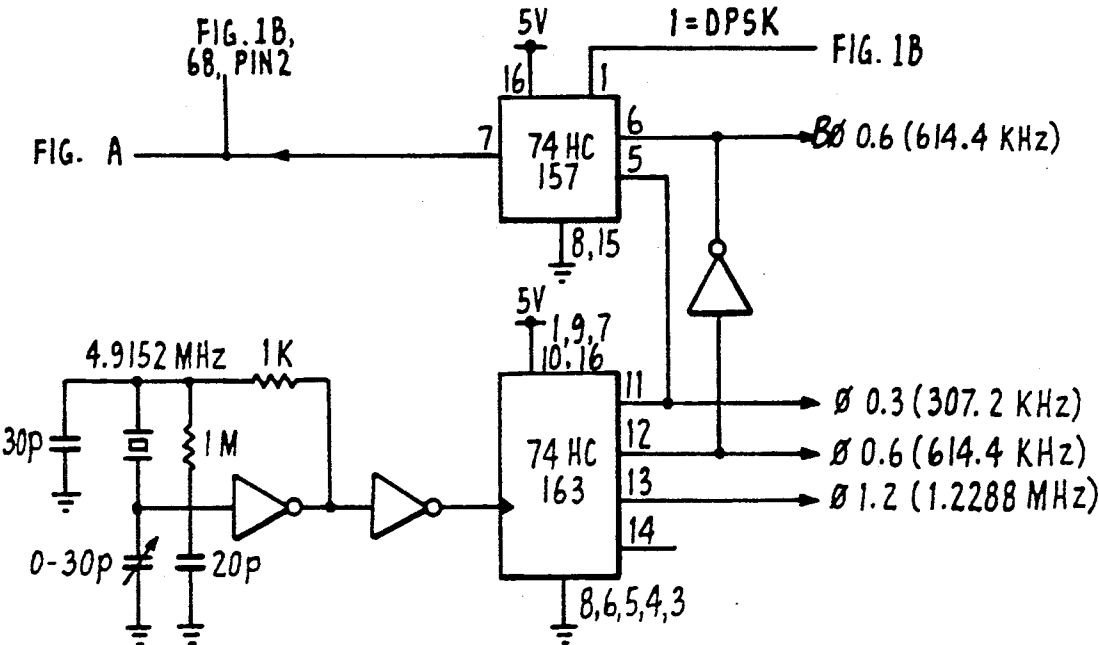 FIG. 1B,
68, PIN2
5V
1=DPSK
FIG. 1B
16
1
FIG. A
7
74 HC
157
6
5
BØ 0.6 (614.4 KHz)
8,15
5V
1,9,7
10,16
4.9152 MHz
1K
30p
1M
0-30p
20p
74 HC
163
11
12
13
14
Ø 0.3 (307.2 KHz)
Ø 0.6 (614.4 KHz)
Ø 1.2 (1.2288 MHz)
8,6,5,4,3